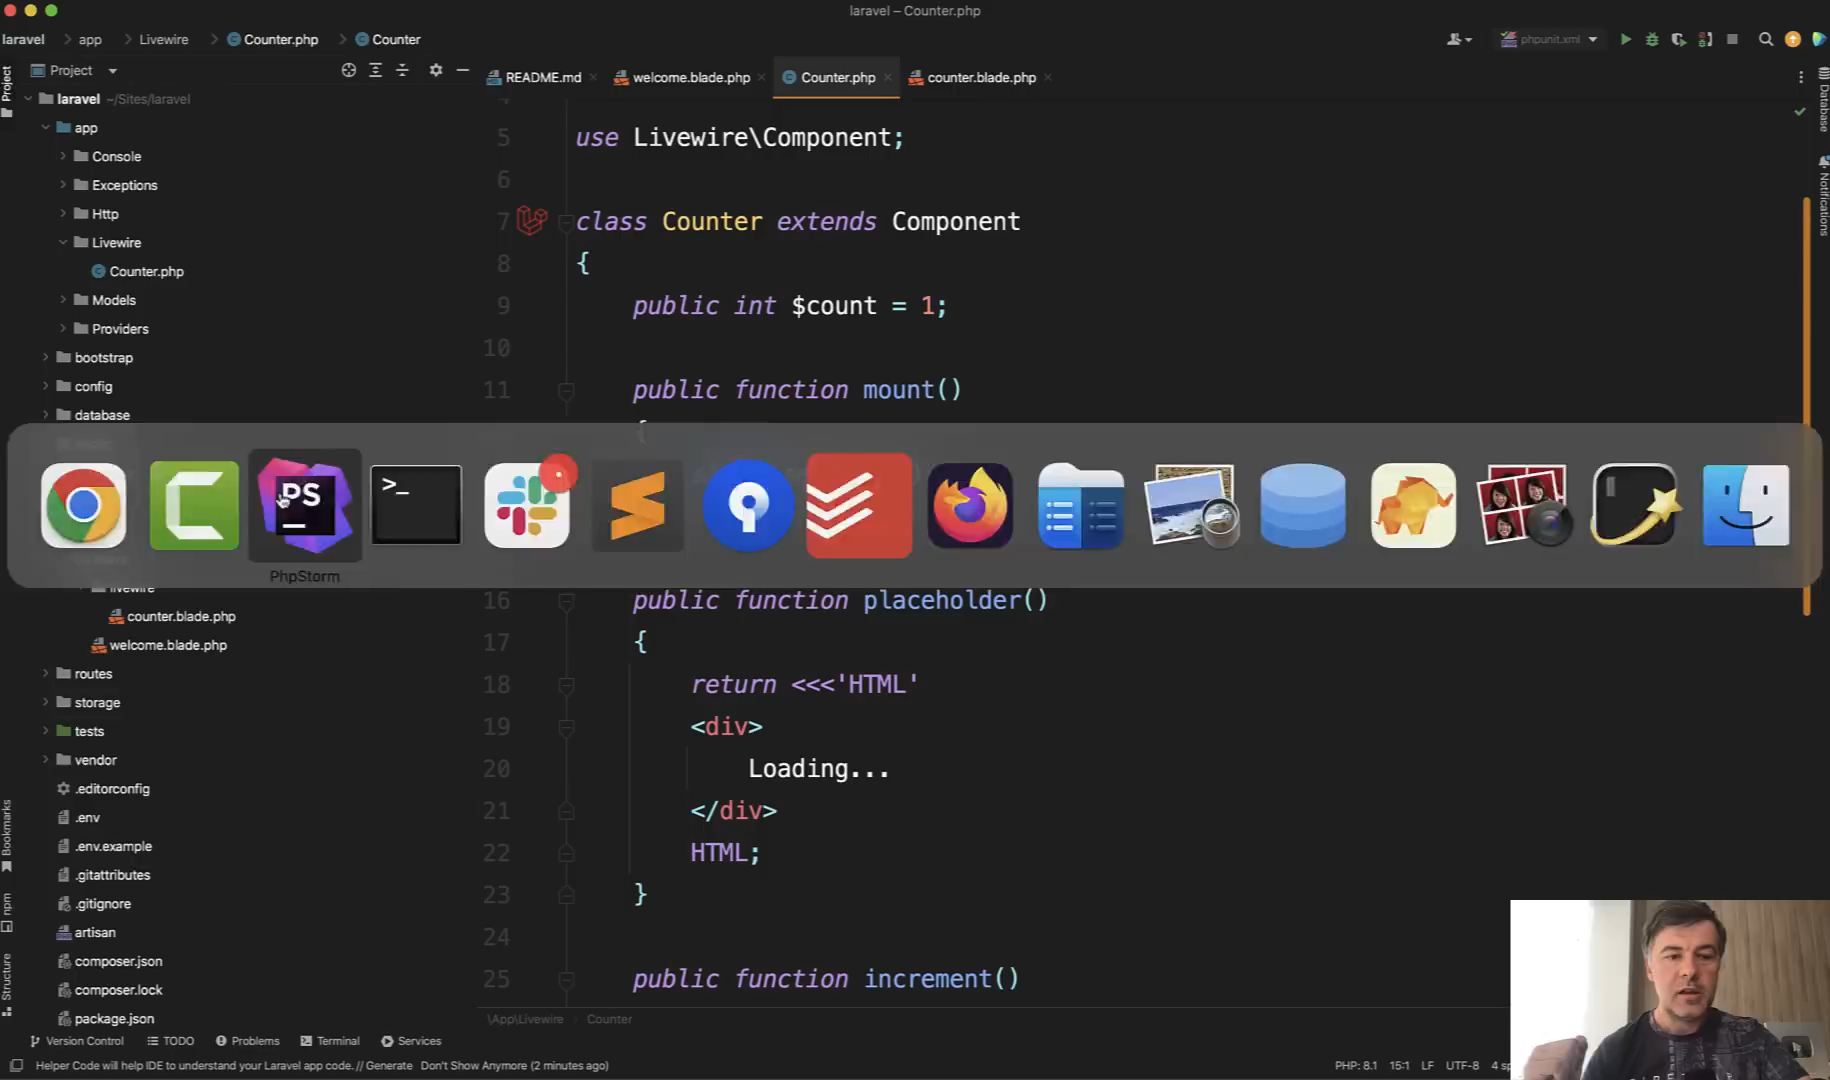 laravel – Counter.php
laravel
app
Livewire
Counter.php
Counter
phpunit.xml
Project
README.md
welcome.blade.php
Counter.php
counter.blade.php
Project
Database
Notifications
laravel ~/Sites/laravel
app
Console
Exceptions
Http
Livewire
Counter.php
Models
Providers
bootstrap
config
database
livewire
counter.blade.php
welcome.blade.php
routes
storage
tests
vendor
.editorconfig
.env
.env.example
.gitattributes
.gitignore
artisan
composer.json
composer.lock
package.json
5 use Livewire\Component;
6
7 class Counter extends Component
8 {
9 public int $count = 1;
10
11 public function mount()
{
PS
>_
PhpStorm
16 public function placeholder()
17 {
18 return <<<'HTML'
19 <div>
20 Loading...
21 </div>
22 HTML;
23 }
24
25 public function increment()
\App\Livewire
Counter
Bookmarks
npm
Structure
Version Control
TODO
Problems
Terminal
Services
Helper Code will help IDE to understand your Laravel app code. // Generate Don't Show Anymore (2 minutes ago)
PHP: 8.1
15:1
LF
UTF-8
4 sp